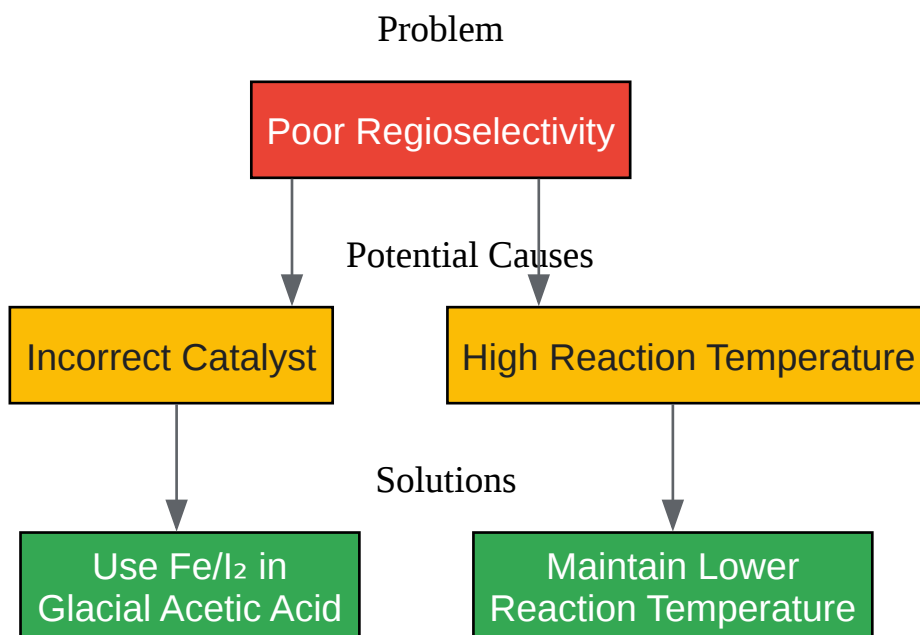 Problem
Poor Regioselectivity
Potential Causes
Incorrect Catalyst
High Reaction Temperature
Solutions
Use Fe/I₂ in
Glacial Acetic Acid
Maintain Lower
Reaction Temperature